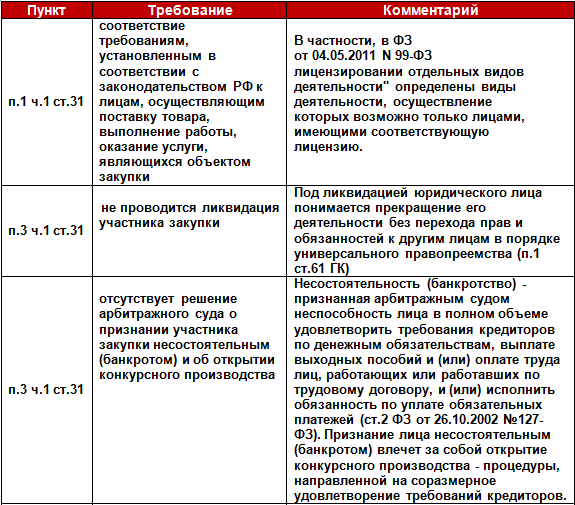 Пункт
Требование
Комментарий
п.1 ч.1 ст.31
соответствие
требованиям,
установленным в
соответствии с
законодательством РФ к
лицам, осуществляющим
поставку товара,
выполнение работы,
оказание услуги,
являющихся объектом
закупки
В частности, в ФЗ
от 04.05.2011 N 99-ФЗ
лицензировании отдельных видов
деятельности" определены виды
деятельности, осуществление
которых возможно только лицами,
имеющими соответствующую
лицензию.
п.3 ч.1 ст.31
не проводится ликвидация
участника закупки
Под ликвидацией юридического лица
понимается прекращение его
деятельности без перехода прав и
обязанностей к другим лицам в порядке
универсального правопреемства (п.1
ст.61 ГК)
п.3 ч.1 ст.31
отсутствует решение
арбитражного суда о
признании участника
закупки несостоятельным
(банкротом) и об открытии
конкурсного производства
Несостоятельность (банкротство) -
признанная арбитражным судом
неспособность лица в полном объеме
удовлетворить требования кредиторов
по денежным обязательствам, выплате
выходных пособий и (или) оплате труда
лиц, работающих или работавших по
трудовому договору, и (или) исполнить
обязанность по уплате обязательных
платежей (ст.2 ФЗ от 26.10.2002 №127-
ФЗ). Признание лица несостоятельным
(банкротом) влечет за собой открытие
конкурсного производства - процедуры,
направленной на соразмерное
удовлетворение требований кредиторов.